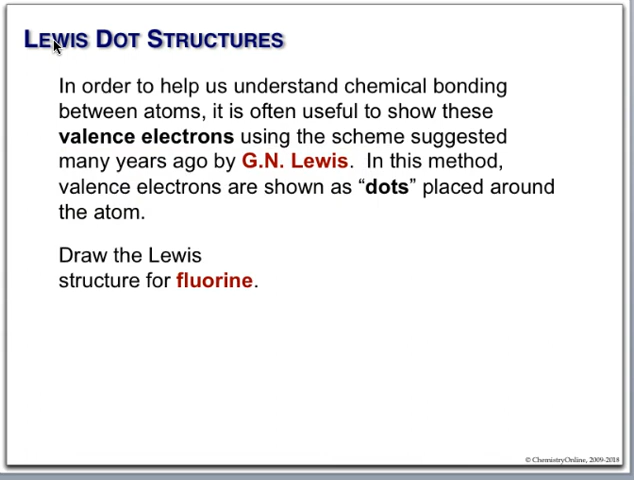 LEWIS DOT STRUCTURES
In order to help us understand chemical bonding
between atoms, it is often useful to show these
valence electrons using the scheme suggested
many years ago by G.N. Lewis.  In this method,
valence electrons are shown as “dots” placed around
the atom.
Draw the Lewis
structure for fluorine.
© ChemistryOnline, 2009-2018